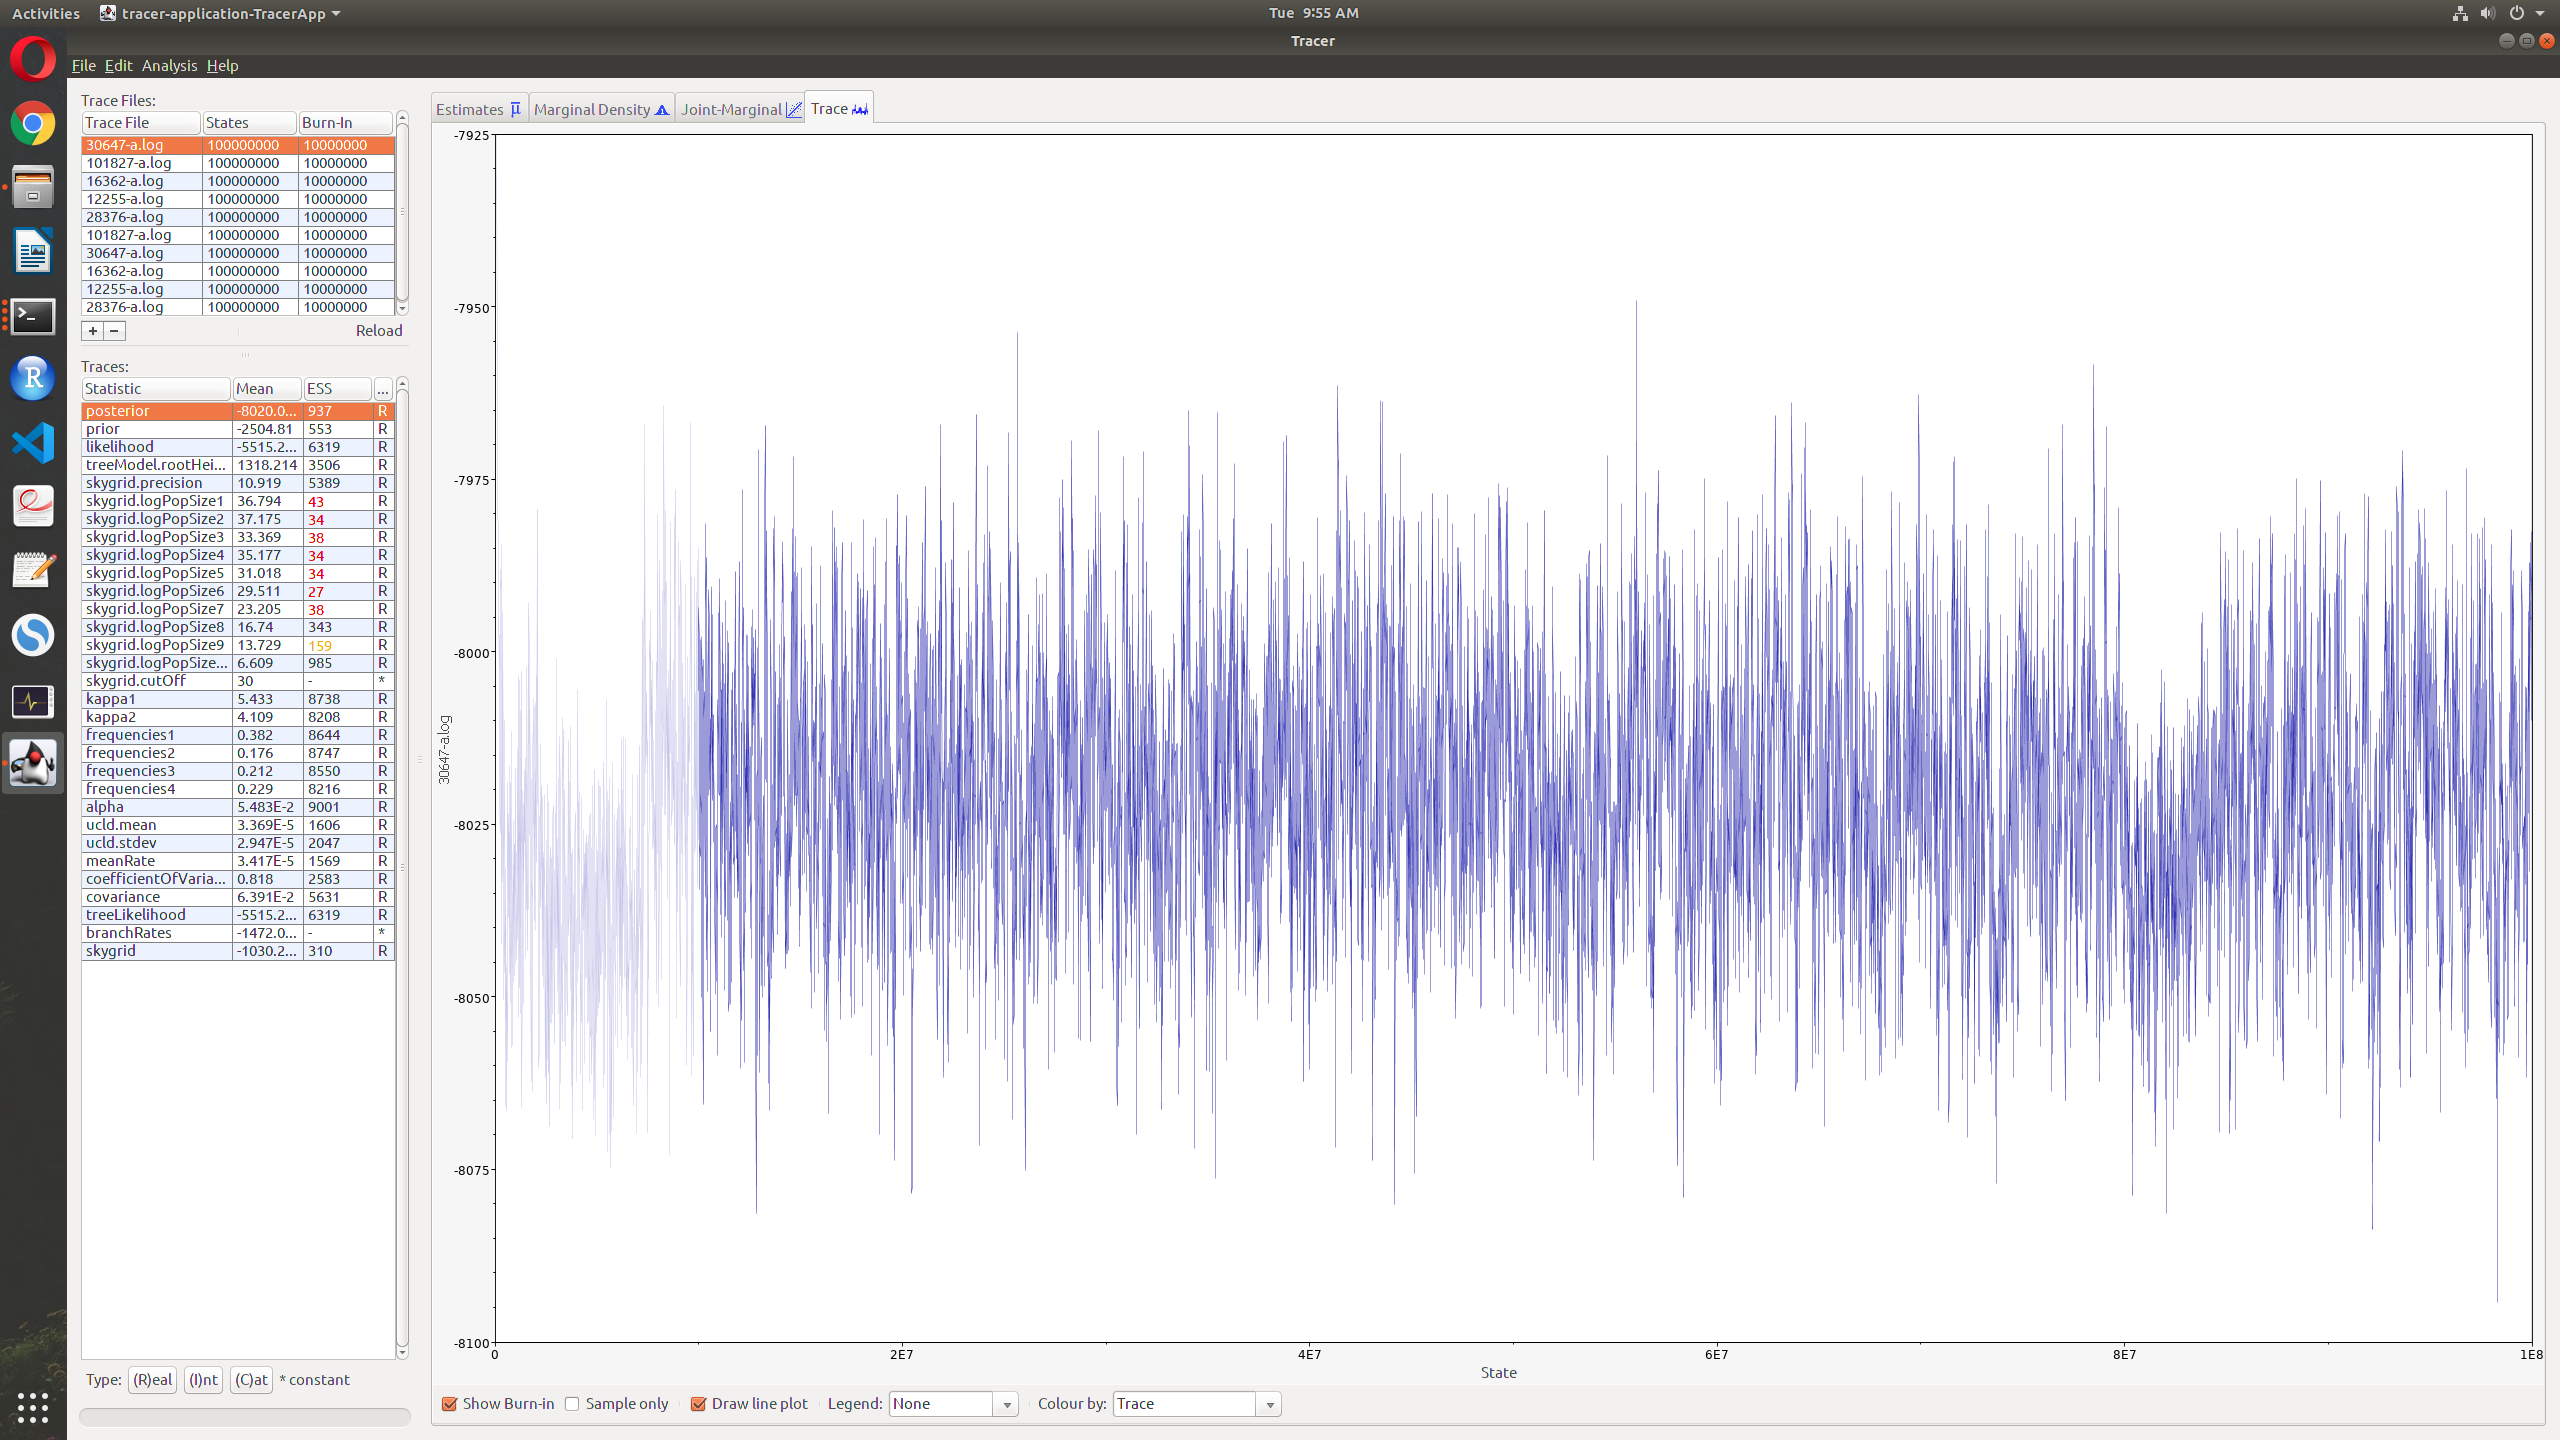 Activities tracer-application-TracerApp Tue 9:55 AM
Tracer
File Edit Analysis Help
Trace Files:
Trace File States Burn-In
30647-a.log 100000000 10000000
101827-a.log 100000000 10000000
16362-a.log 100000000 10000000
12255-a.log 100000000 10000000
28376-a.log 100000000 10000000
101827-a.log 100000000 10000000
30647-a.log 100000000 10000000
16362-a.log 100000000 10000000
12255-a.log 100000000 10000000
28376-a.log 100000000 10000000
+ − Reload
Traces:
Statistic Mean ESS ...
posterior -8020.0... 937 R
prior -2504.81 553 R
likelihood -5515.2... 6319 R
treeModel.rootHei... 1318.214 3506 R
skygrid.precision 10.919 5389 R
skygrid.logPopSize1 36.794 43 R
skygrid.logPopSize2 37.175 34 R
skygrid.logPopSize3 33.369 38 R
skygrid.logPopSize4 35.177 34 R
skygrid.logPopSize5 31.018 34 R
skygrid.logPopSize6 29.511 27 R
skygrid.logPopSize7 23.205 38 R
skygrid.logPopSize8 16.74 343 R
skygrid.logPopSize9 13.729 159 R
skygrid.logPopSize... 6.609 985 R
skygrid.cutOff 30 - *
kappa1 5.433 8738 R
kappa2 4.109 8208 R
frequencies1 0.382 8644 R
frequencies2 0.176 8747 R
frequencies3 0.212 8550 R
frequencies4 0.229 8216 R
alpha 5.483E-2 9001 R
ucld.mean 3.369E-5 1606 R
ucld.stdev 2.947E-5 2047 R
meanRate 3.417E-5 1569 R
coefficientOfVaria... 0.818 2583 R
covariance 6.391E-2 5631 R
treeLikelihood -5515.2... 6319 R
branchRates -1472.0... - *
skygrid -1030.2... 310 R
Type: (R)eal (I)nt (C)at * constant
Estimates Marginal Density Joint-Marginal Trace
-7925
-7950
-7975
-8000
-8025
-8050
-8075
-8100
30647-a.log
0 2E7 4E7 6E7 8E7 1E8
State
Show Burn-in Sample only Draw line plot Legend: None Colour by: Trace